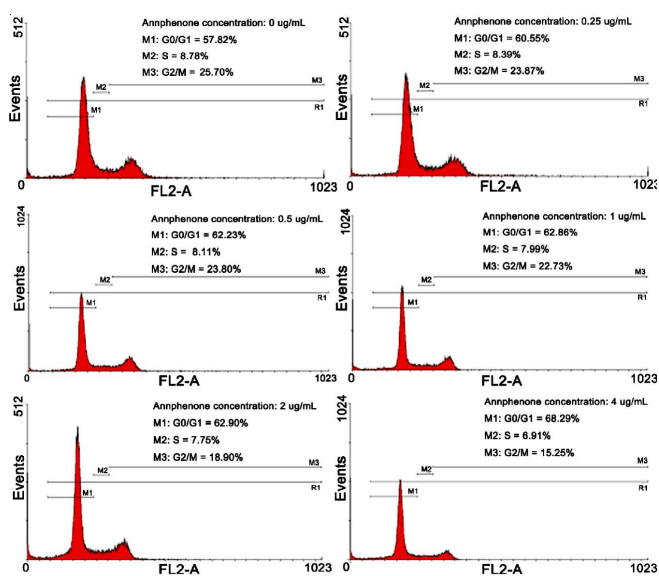 Annphenone concentration: 0 ug/mL
M1: G0/G1 = 57.82%
M2: S = 8.78%
M3: G2/M = 25.70%
512
Events
M3
M2
R1
M1
0
FL2-A
1023
Annphenone concentration: 0.25 ug/mL
M1: G0/G1 = 60.55%
M2: S = 8.39%
M3: G2/M = 23.87%
512
Events
M3
M2
R1
M1
0
FL2-A
1023
Annphenone concentration: 0.5 ug/mL
M1: G0/G1 = 62.23%
M2: S = 8.11%
M3: G2/M = 23.80%
1024
Events
M3
M2
R1
M1
0
FL2-A
1023
Annphenone concentration: 1 ug/mL
M1: G0/G1 = 62.86%
M2: S = 7.99%
M3: G2/M = 22.73%
1024
Events
M3
M2
R1
M1
0
FL2-A
1023
Annphenone concentration: 2 ug/mL
M1: G0/G1 = 62.90%
M2: S = 7.75%
M3: G2/M = 18.90%
512
Events
M3
M2
R1
M1
0
FL2-A
1023
Annphenone concentration: 4 ug/mL
M1: G0/G1 = 68.29%
M2: S = 6.91%
M3: G2/M = 15.25%
1024
Events
M3
M2
R1
M1
0
FL2-A
1023